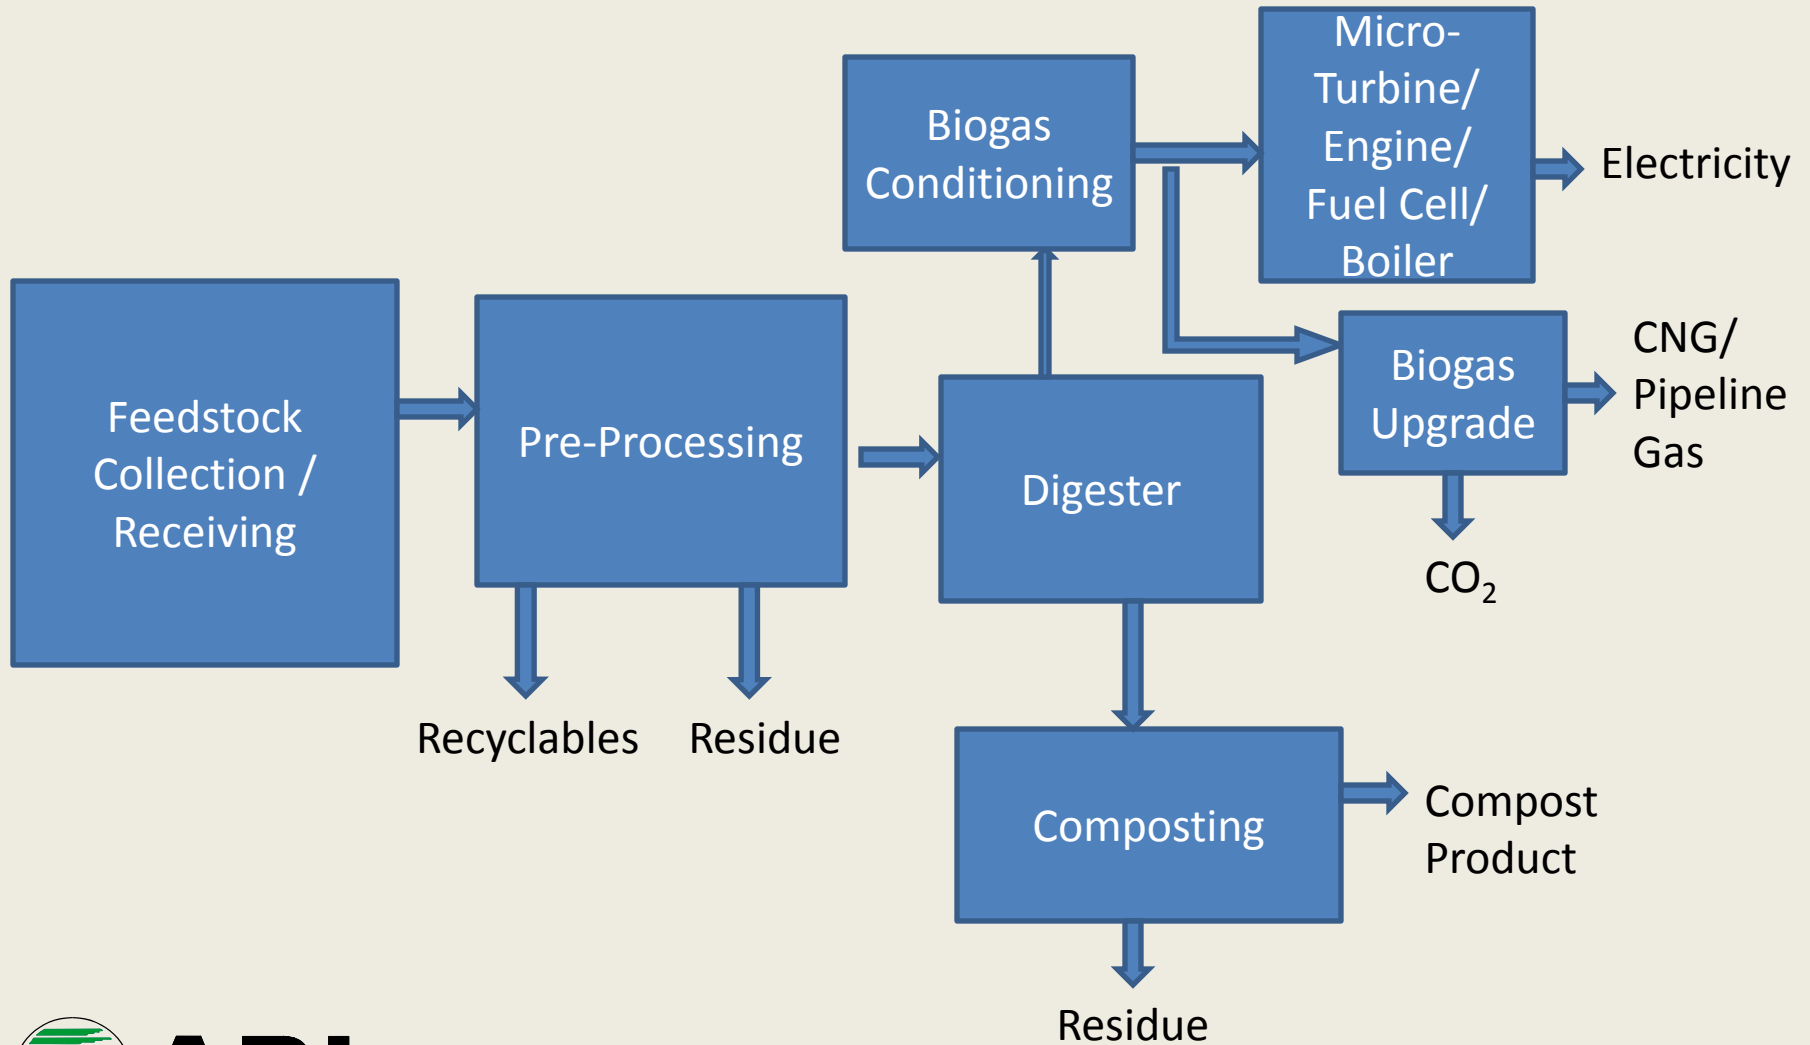 Micro-
Turbine/
Engine/
Fuel Cell/
Boiler
Biogas
Conditioning
Electricity
Feedstock
Collection /
Receiving
Pre-Processing
Digester
Biogas
Upgrade
CNG/
Pipeline
Gas
CO₂
Recyclables
Residue
Composting
Compost
Product
Residue